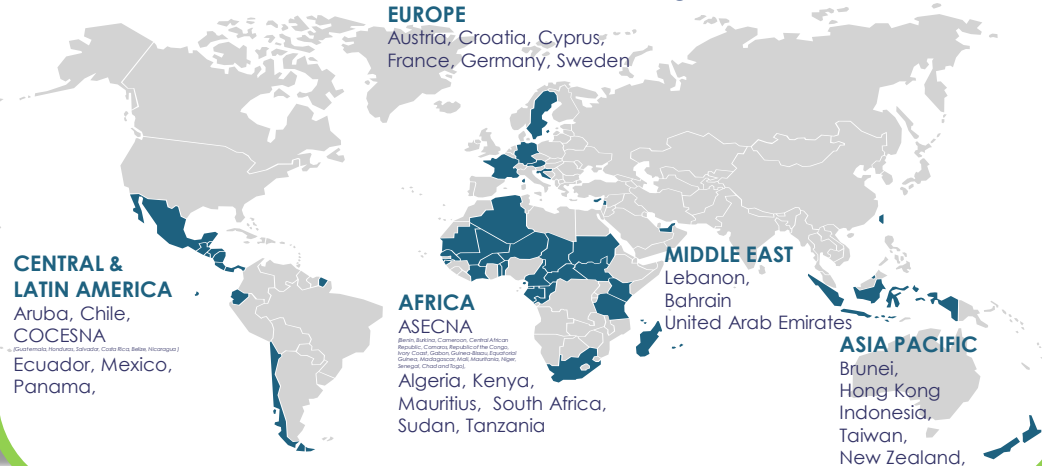 EUROPE
Austria, Croatia, Cyprus,
France, Germany, Sweden
CENTRAL &
LATIN AMERICA
Aruba, Chile,
COCESNA
(Guatemala, Honduras, Salvador, Costa Rica, Belize, Nicaragua )
Ecuador, Mexico,
Panama,
AFRICA
ASECNA
(Benin, Burkina, Cameroon, Central African
Republic, Comoros, Republic of the Congo,
Ivory Coast, Gabon, Guinea-Bissau, Equatorial
Guinea, Madagascar, Mali, Mauritania, Niger,
Senegal, Chad and Togo),
Algeria, Kenya,
Mauritius, South Africa,
Sudan, Tanzania
MIDDLE EAST
Lebanon,
Bahrain
United Arab Emirates
ASIA PACIFIC
Brunei,
Hong Kong
Indonesia,
Taiwan,
New Zealand,